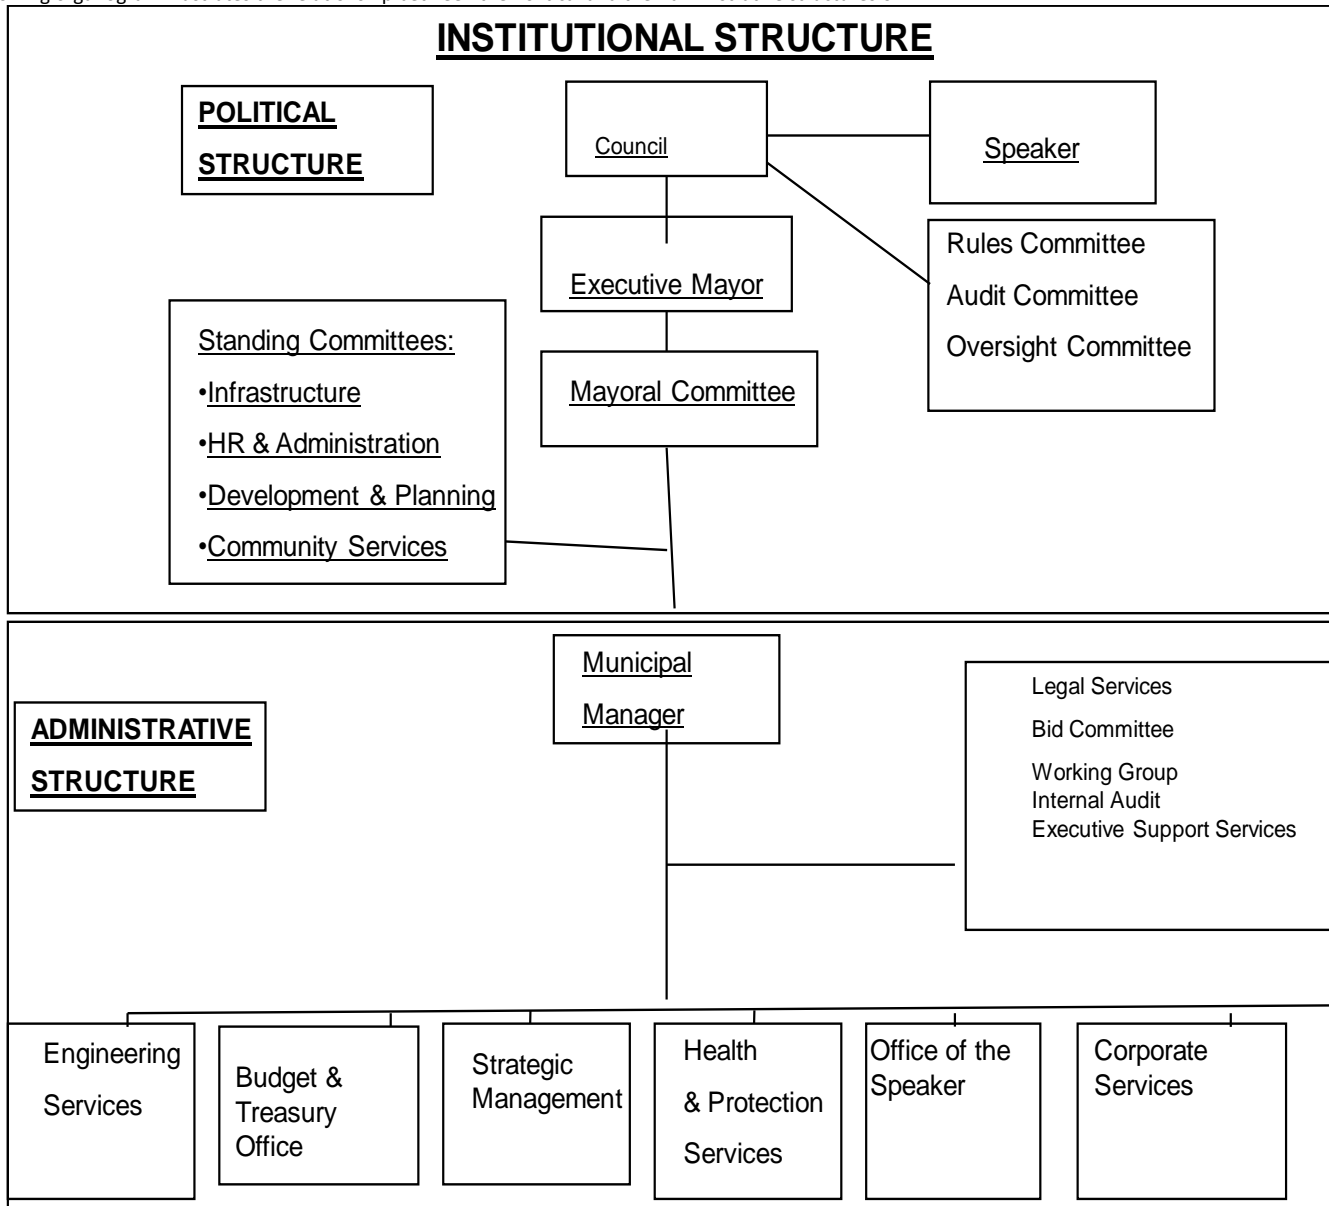 INSTITUTIONAL STRUCTURE
POLITICAL
STRUCTURE
Council
Speaker
Executive Mayor
Rules Committee
Audit Committee
Oversight Committee
Standing Committees:
•Infrastructure
•HR & Administration
•Development & Planning
•Community Services
Mayoral Committee
Municipal
Manager
ADMINISTRATIVE
STRUCTURE
Legal Services
Bid Committee
Working Group
Internal Audit
Executive Support Services
Engineering
Services
Budget &
Treasury
Office
Strategic
Management
Health
& Protection
Services
Office of the
Speaker
Corporate
Services